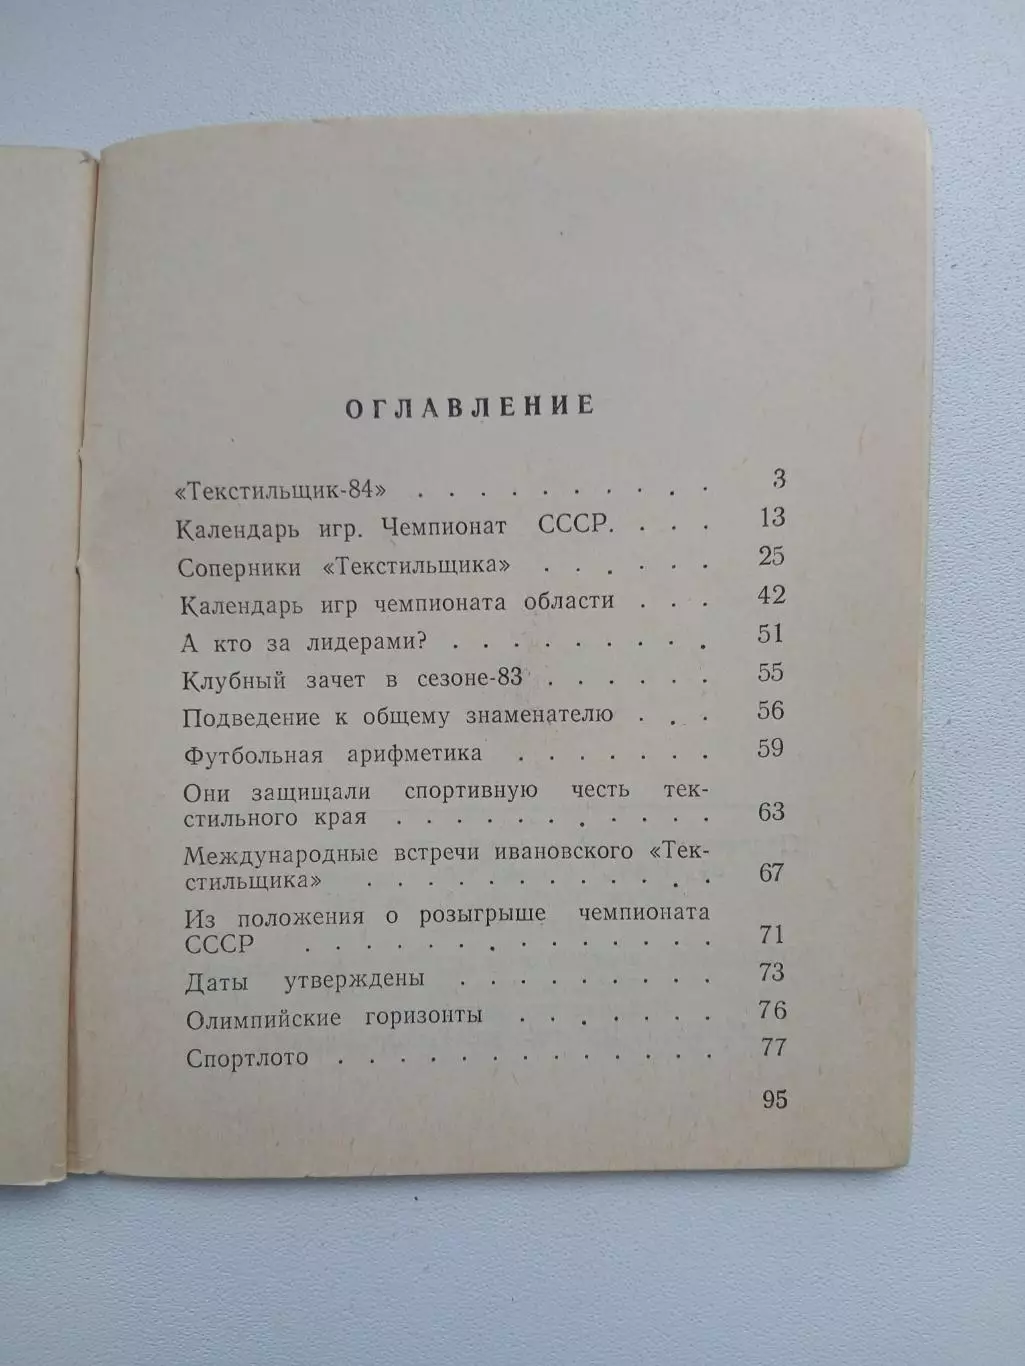 ОГЛАВЛЕНИЕ
«Текстильщик-84» . . . . . . . . . . 3
Календарь игр. Чемпионат СССР. . . . 13
Соперники «Текстильщика» . . . . . . 25
Календарь игр чемпионата области . . . 42
А кто за лидерами? . . . . . . . . . 51
Клубный зачет в сезоне-83 . . . . . . 55
Подведение к общему знаменателю . . . 56
Футбольная арифметика . . . . . . . 59
Они защищали спортивную честь тек-
стильного края . . . . . . . . . . . 63
Международные встречи ивановского «Тек-
стильщика» . . . . . . . . . . . . 67
Из положения о розыгрыше чемпионата
СССР . . . . . . . . . . . . . . 71
Даты утверждены . . . . . . . . . 73
Олимпийские горизонты . . . . . . . 76
Спортлото . . . . . . . . . . . . . 77
95